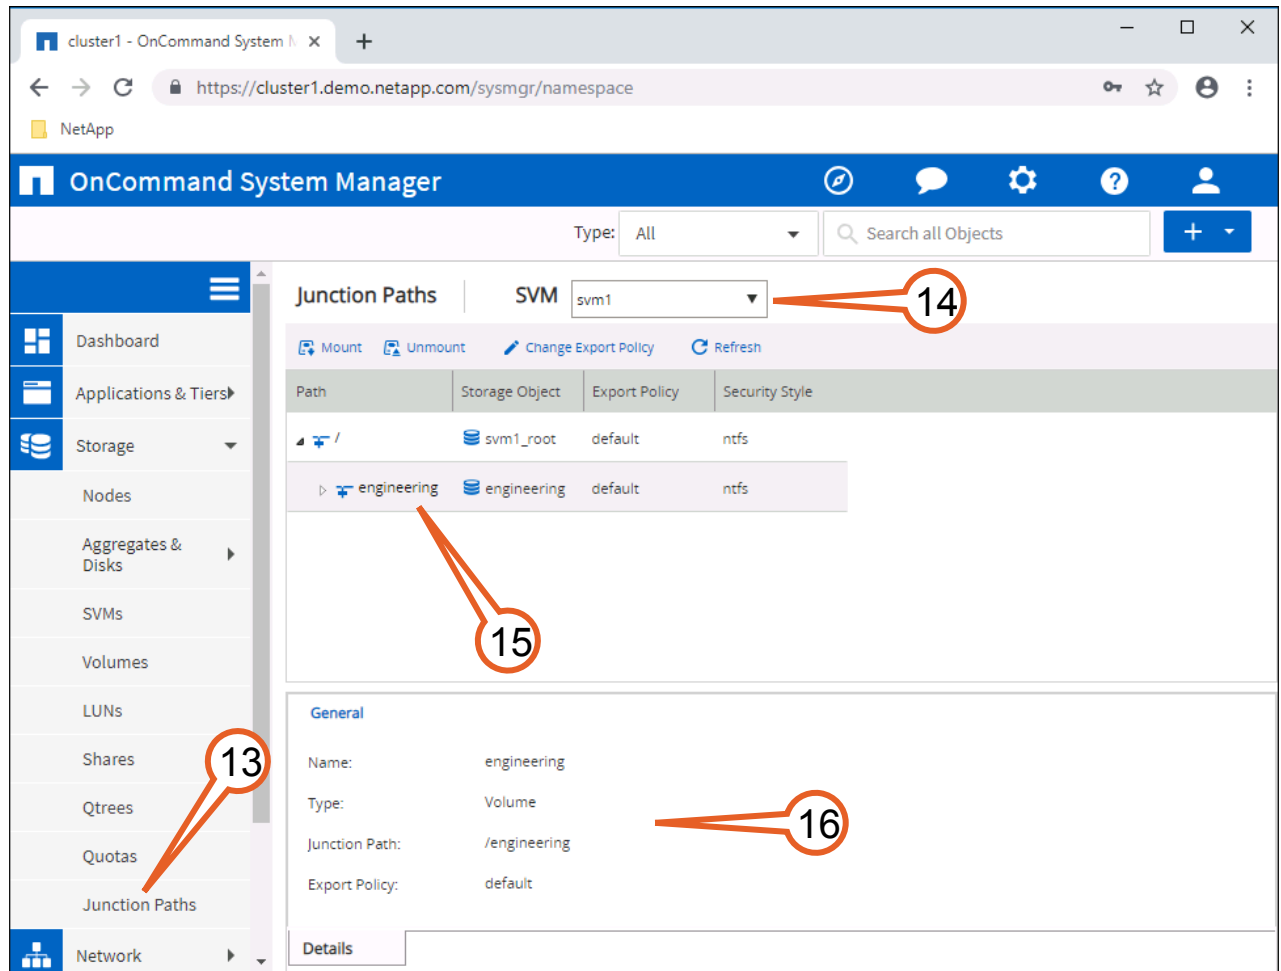 cluster1 - OnCommand System
https://cluster1.demo.netapp.com/sysmgr/namespace
NetApp
OnCommand System Manager
Type: All Search all Objects
Junction Paths SVM svm1 14
Dashboard
Mount Unmount Change Export Policy Refresh
Applications & Tiers
Path Storage Object Export Policy Security Style
Storage
/ svm1_root default ntfs
Nodes
engineering engineering default ntfs
Aggregates &
Disks
SVMs
15
Volumes
LUNs
General
Shares
13
Name: engineering
Qtrees
Type: Volume
16
Quotas
Junction Path: /engineering
Export Policy: default
Junction Paths
Network
Details